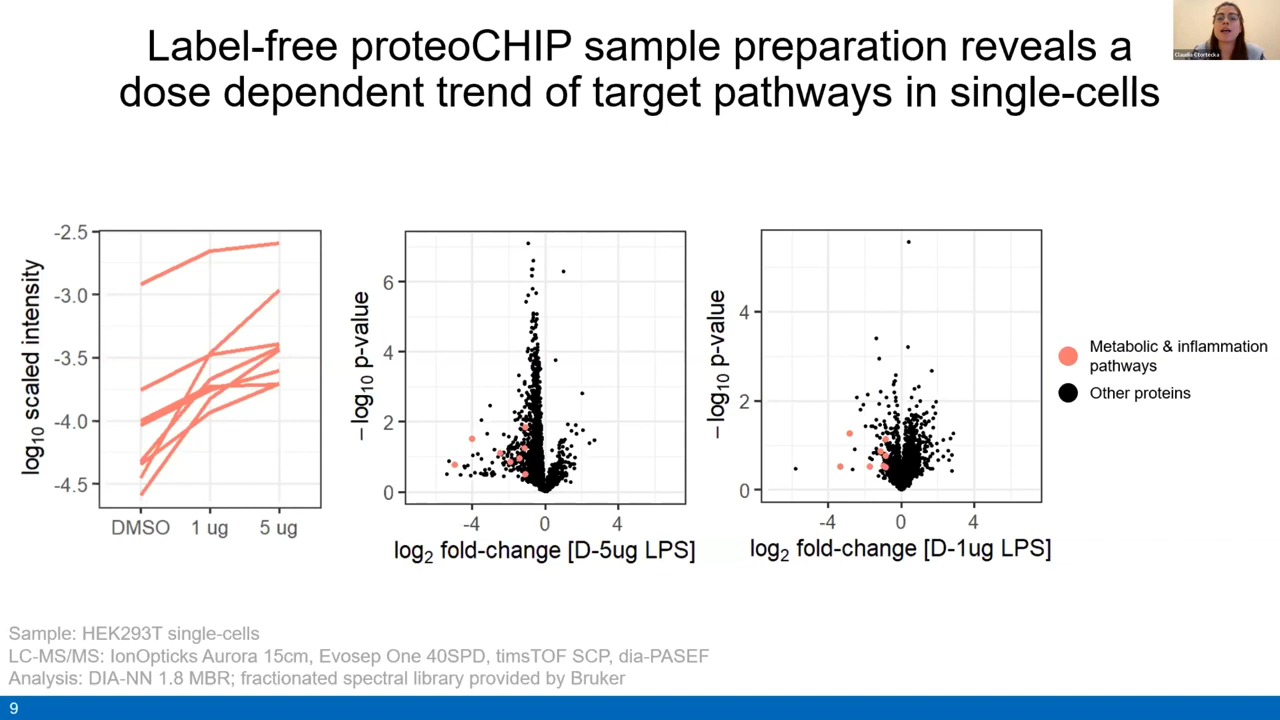 Label-free proteoCHIP sample preparation reveals a
dose dependent trend of target pathways in single-cells
Claudia Ctortecka
log10 scaled intensity
-2.5
-3.0
-3.5
-4.0
-4.5
DMSO
1 ug
5 ug
– log10 p-value
6
4
2
0
-4
0
4
log2 fold-change [D-5ug LPS]
– log10 p-value
4
2
0
-4
0
4
log2 fold-change [D-1ug LPS]
Metabolic & inflammation
pathways
Other proteins
Sample: HEK293T single-cells
LC-MS/MS: IonOpticks Aurora 15cm, Evosep One 40SPD, timsTOF SCP, dia-PASEF
Analysis: DIA-NN 1.8 MBR; fractionated spectral library provided by Bruker
9